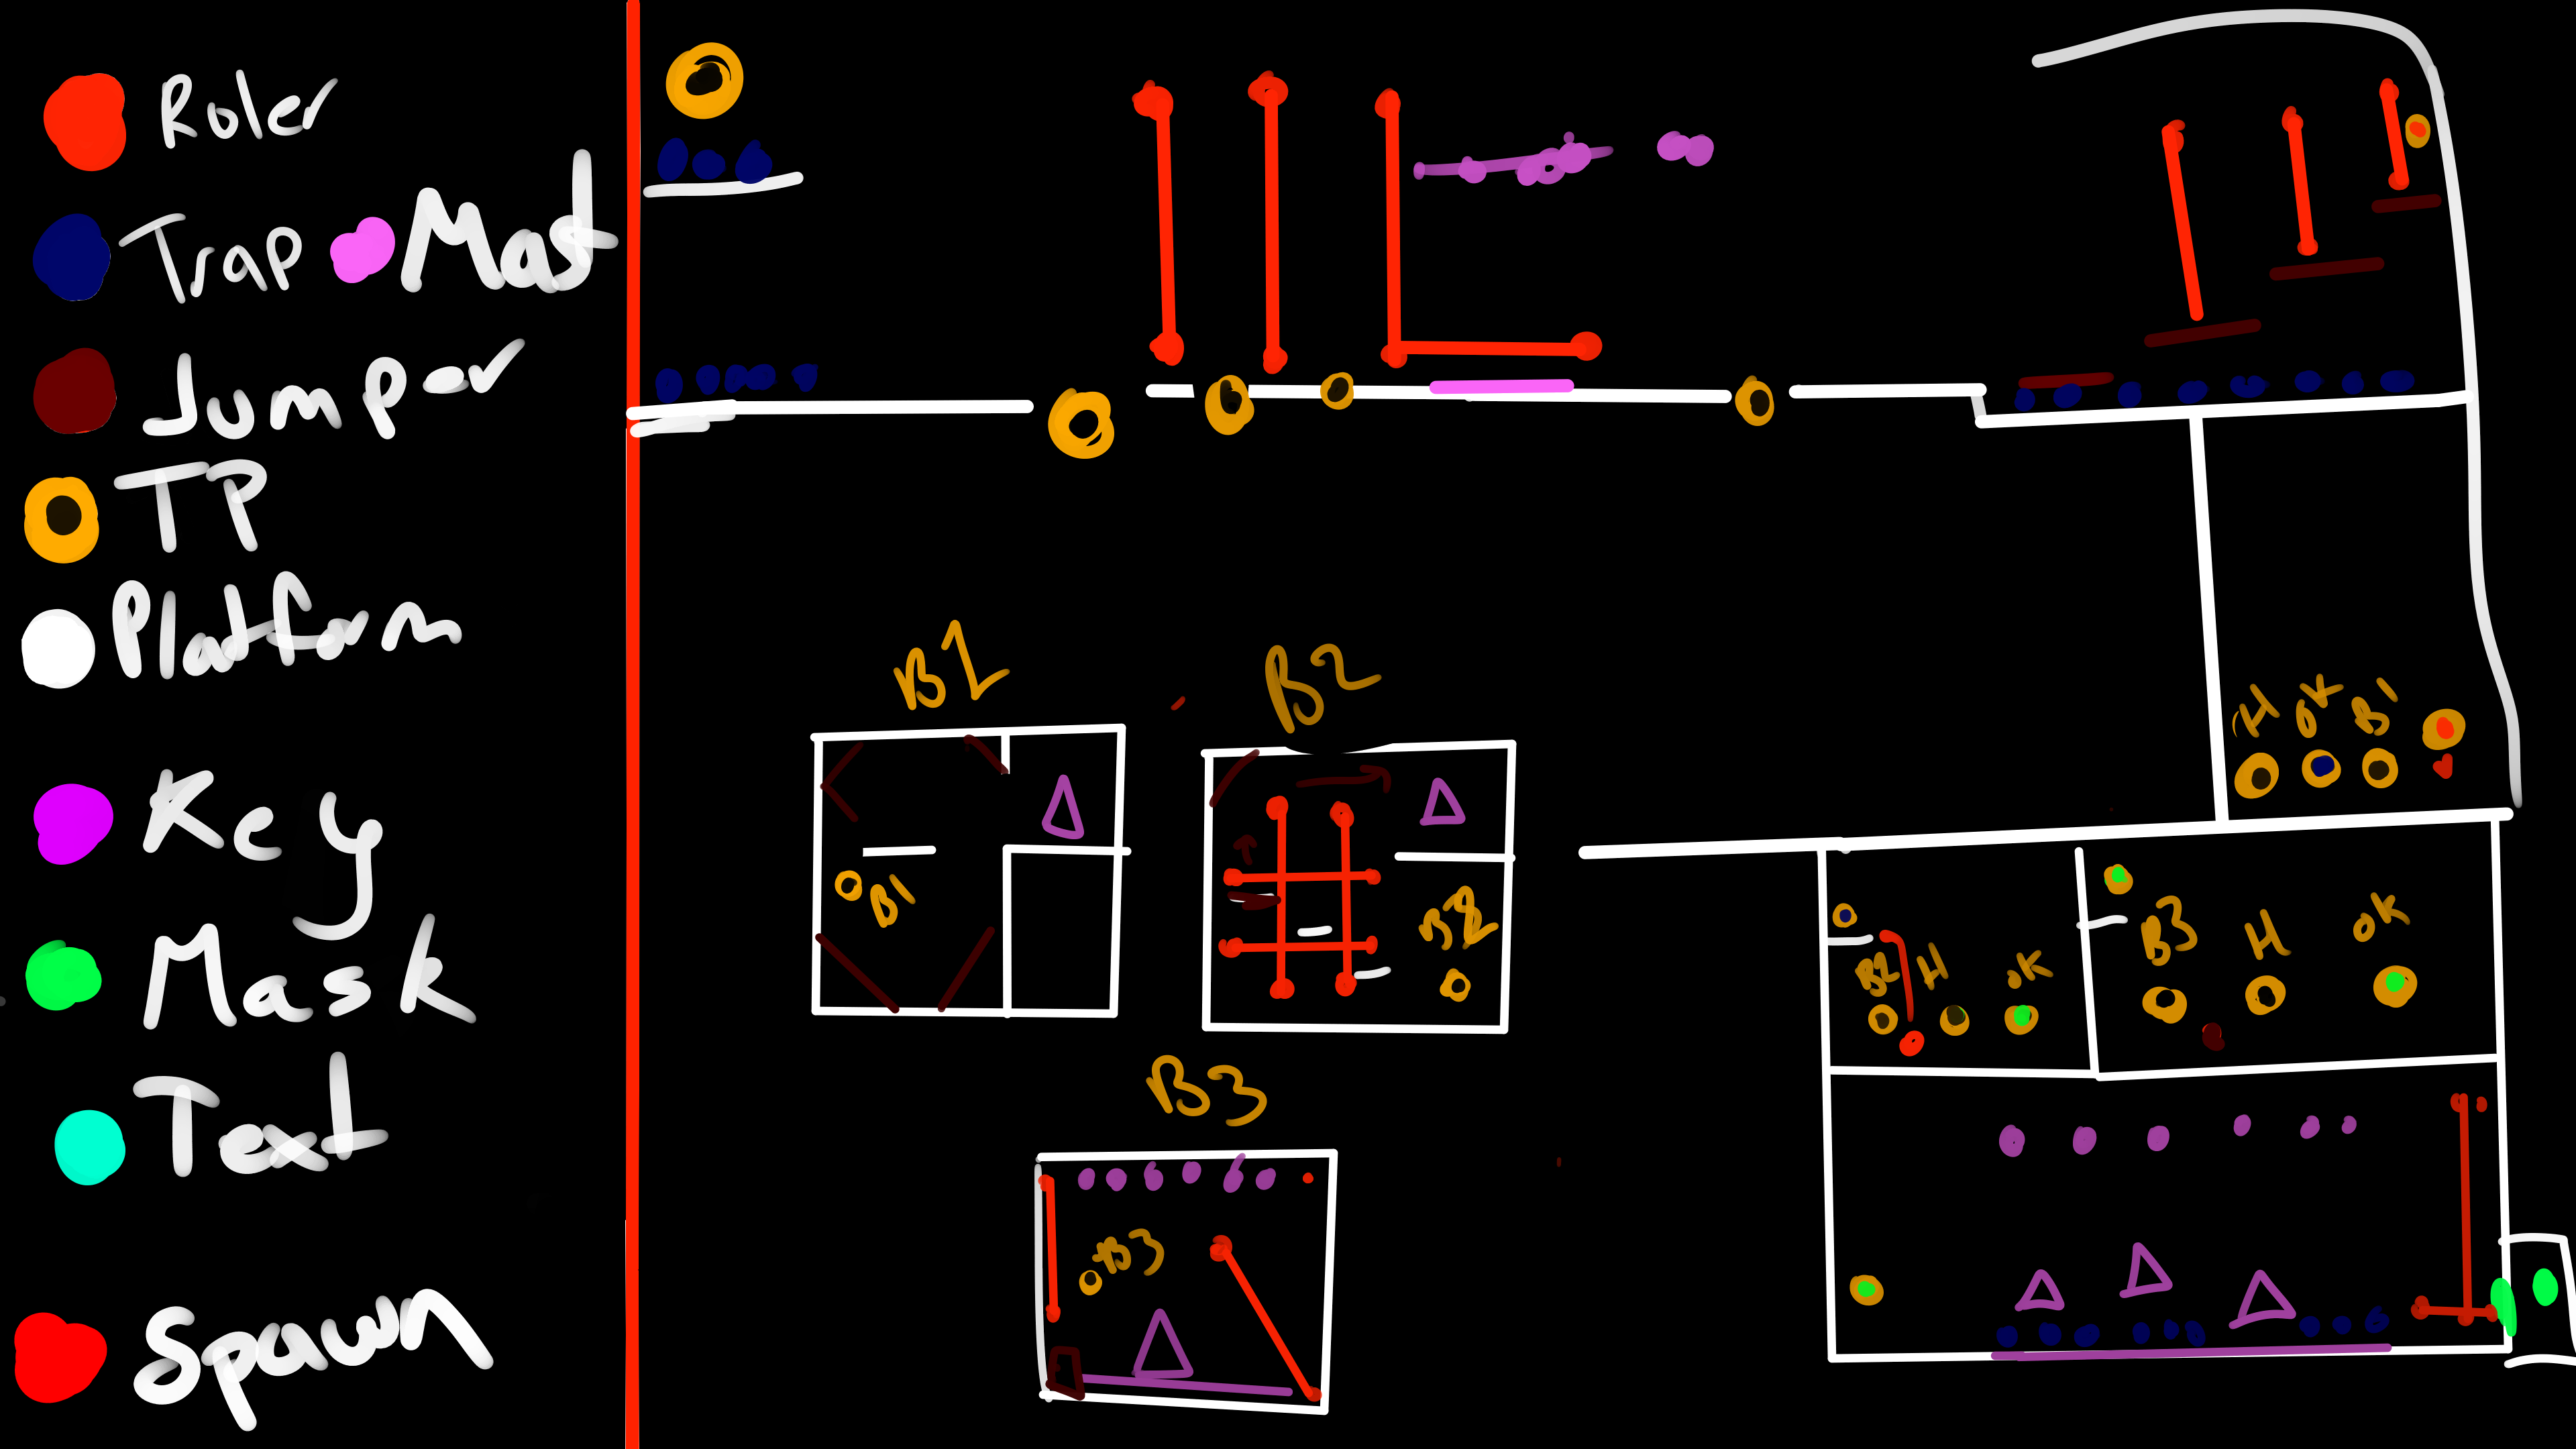 Roler
Trap Mast
Jumper
TP
Platform
Key
Mask
Text
Spawn
B1
B2
H OK B1
B1
B2
B3 H OK
B2 H OK
B3
B3